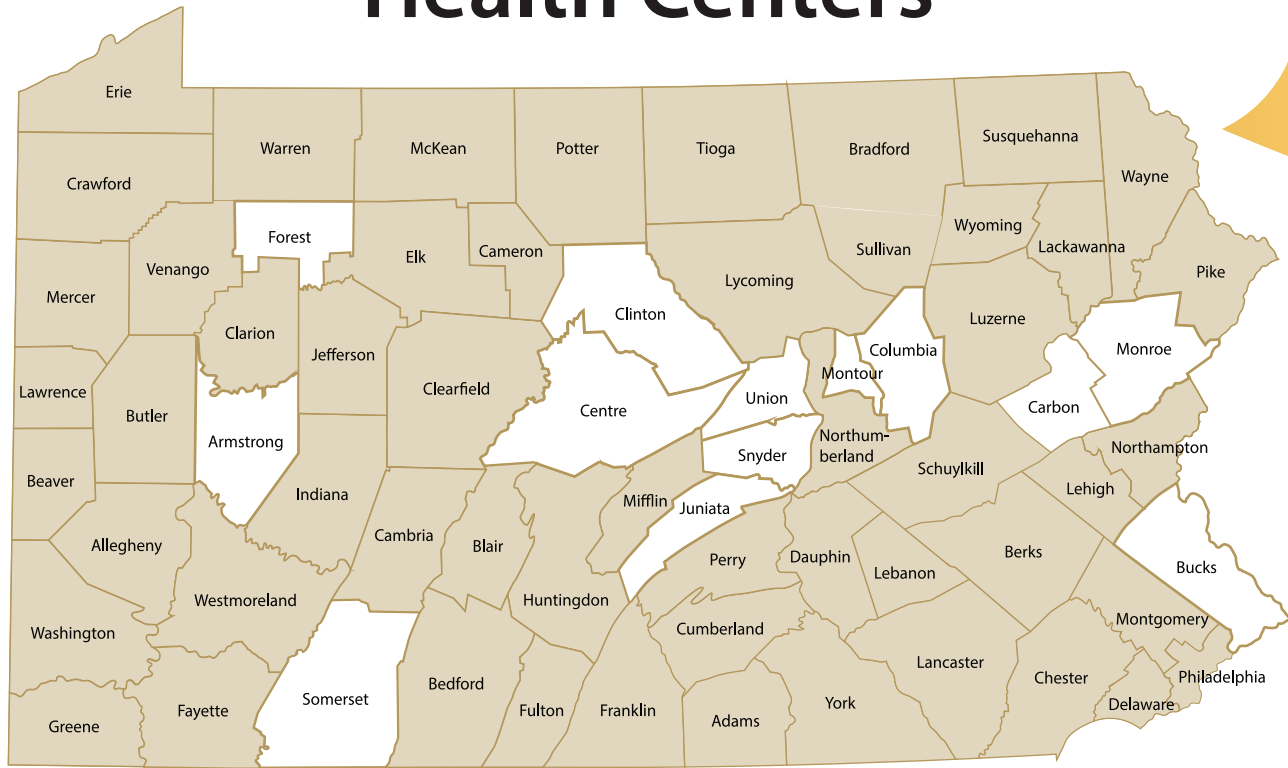 Health Centers
Erie
Warren
McKean
Potter
Tioga
Bradford
Susquehanna
Wayne
Crawford
Forest
Venango
Elk
Cameron
Lycoming
Sullivan
Wyoming
Lackawanna
Pike
Mercer
Clarion
Jefferson
Clinton
Luzerne
Columbia
Montour
Monroe
Lawrence
Butler
Clearfield
Centre
Union
Carbon
Armstrong
Snyder
Northum-
berland
Schuylkill
Northampton
Beaver
Indiana
Mifflin
Juniata
Lehigh
Allegheny
Cambria
Blair
Perry
Dauphin
Lebanon
Berks
Bucks
Westmoreland
Huntingdon
Washington
Cumberland
Montgomery
Lancaster
Chester
Philadelphia
Somerset
Bedford
Fulton
Franklin
Adams
York
Delaware
Greene
Fayette